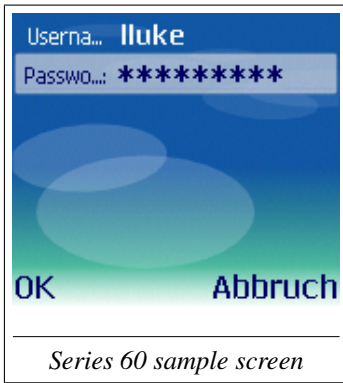 Userna... lluke
Passwo...: *********
OK Abbruch
Series 60 sample screen